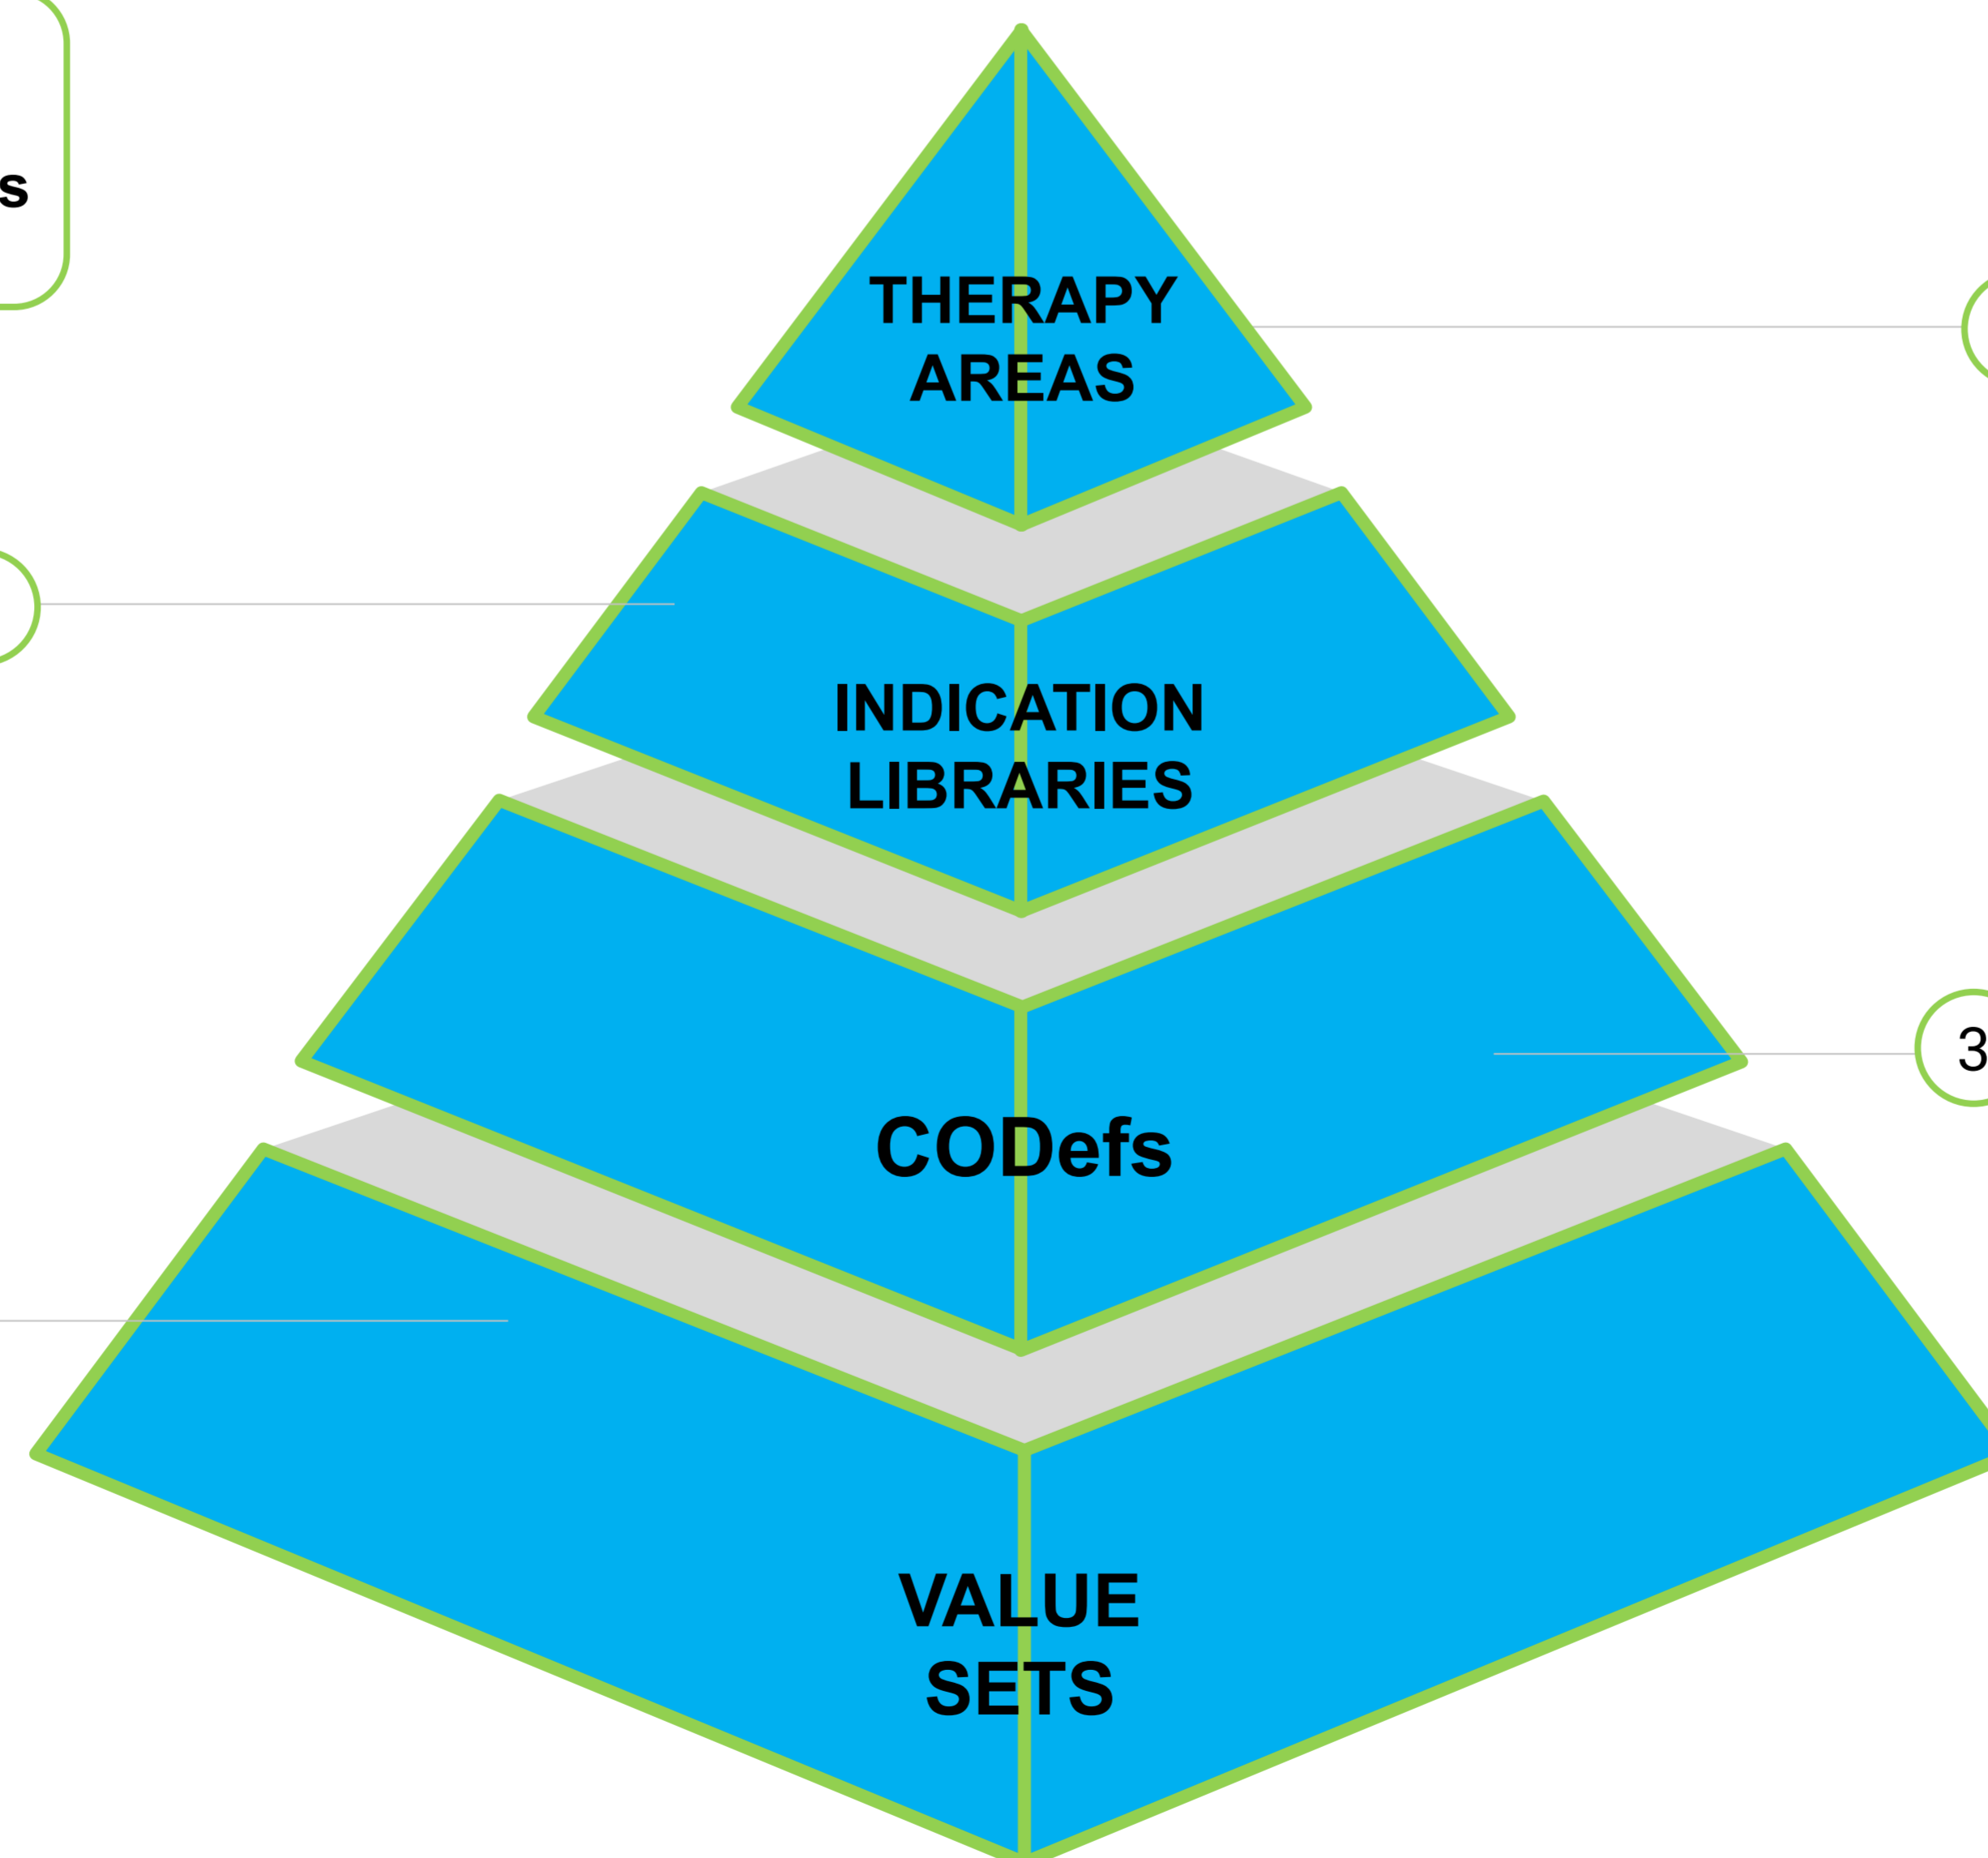 s
THERAPY
AREAS
INDICATION
LIBRARIES
3
CODefs
VALUE
SETS